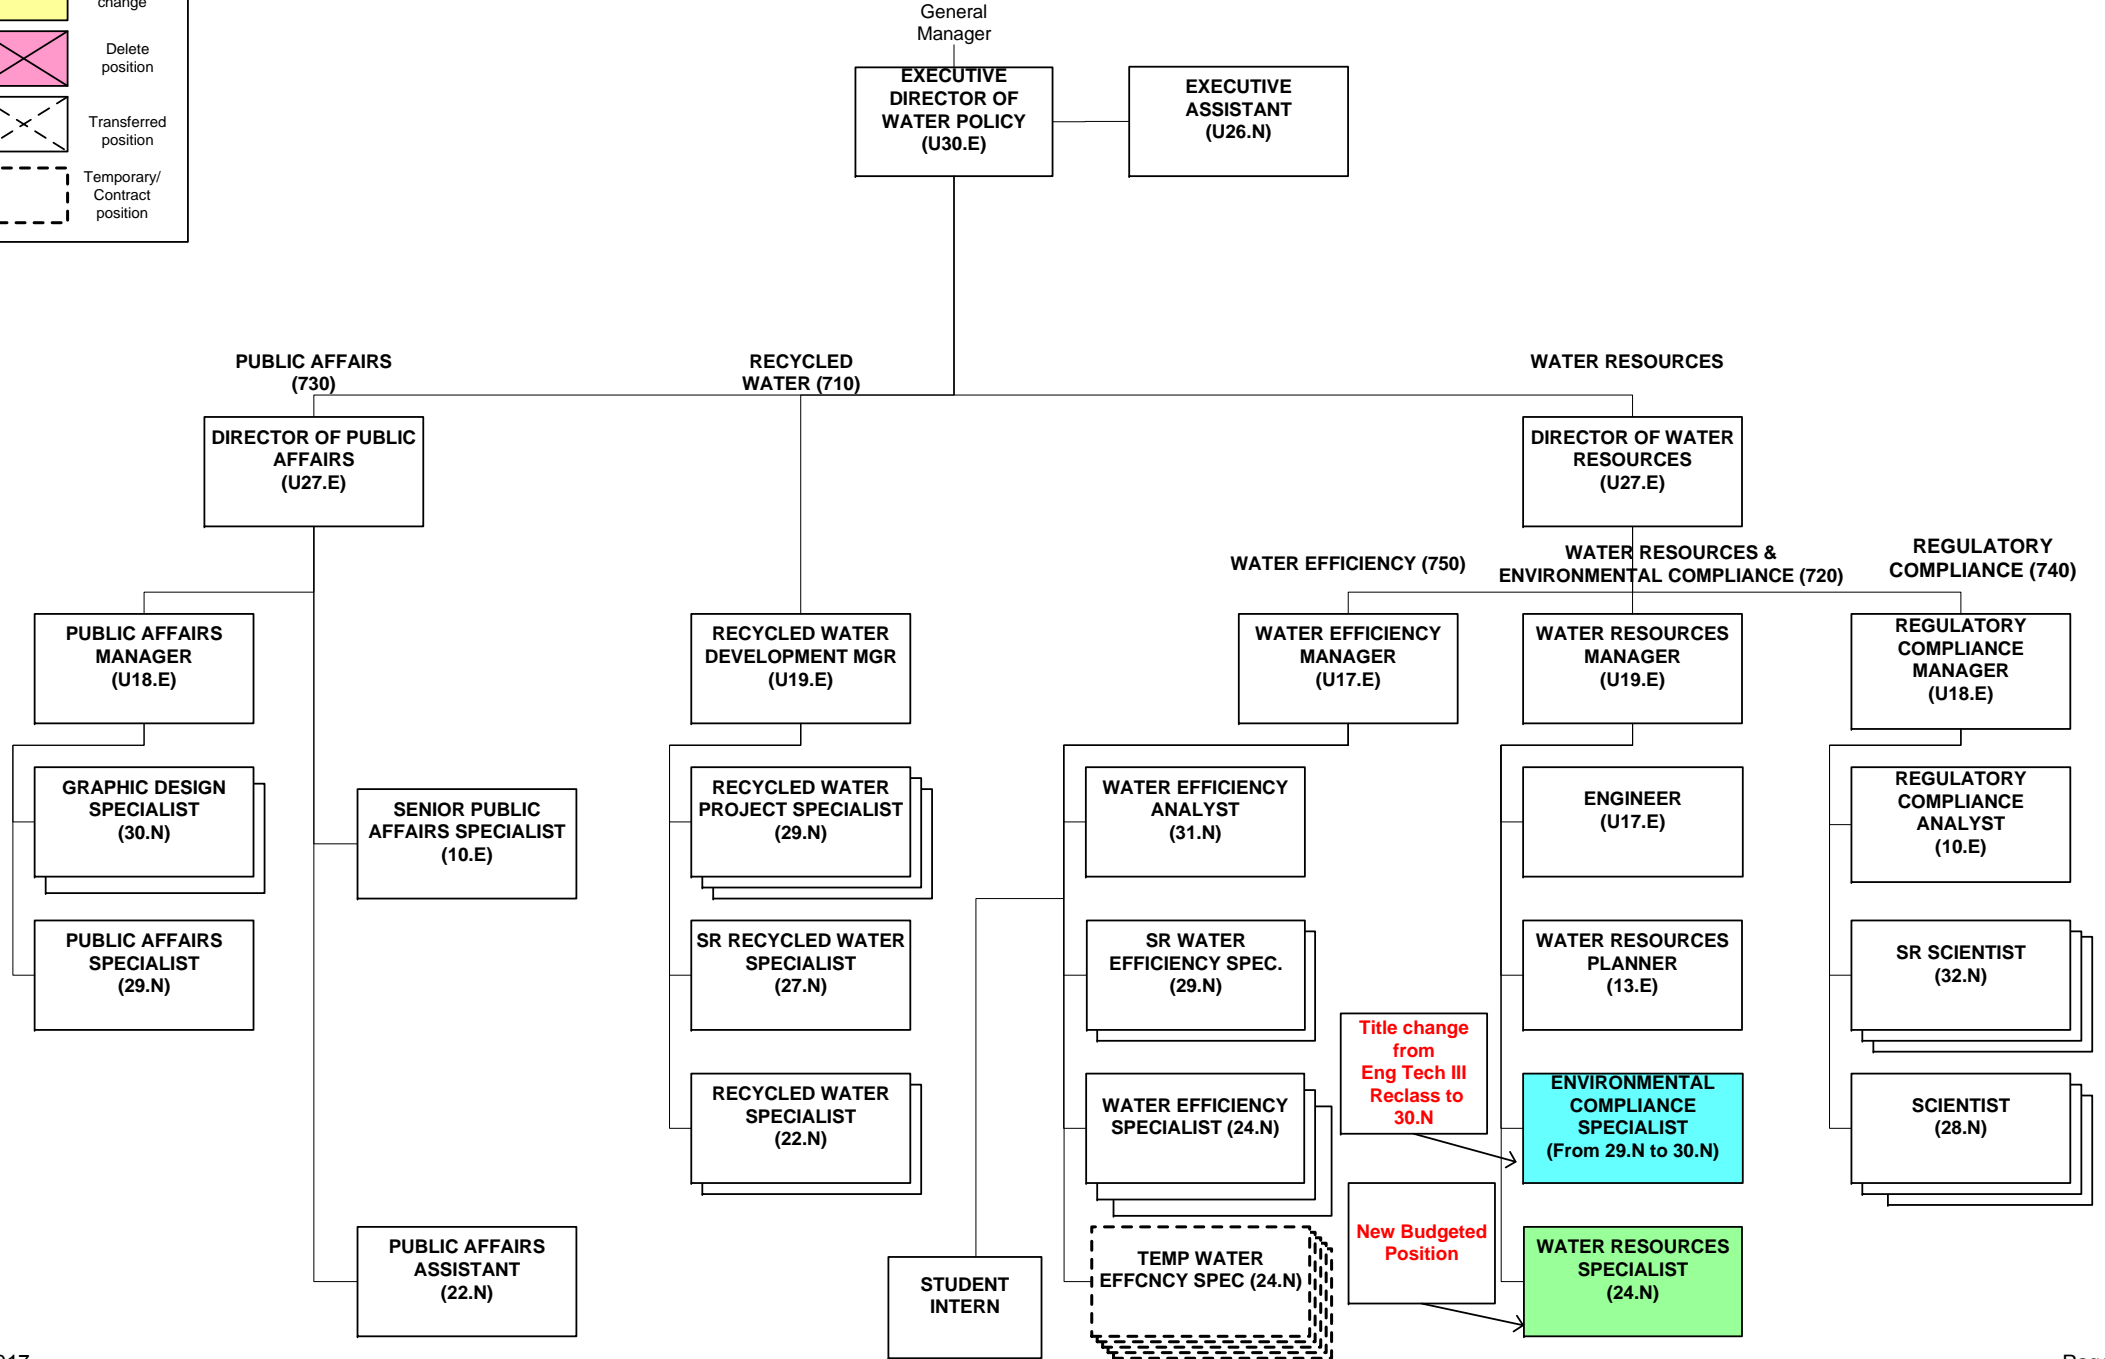 change
Delete
position
Transferred
position
Temporary/
Contract
position
General
Manager
EXECUTIVE
DIRECTOR OF
WATER POLICY
(U30.E)
EXECUTIVE
ASSISTANT
(U26.N)
PUBLIC AFFAIRS
(730)
RECYCLED
WATER (710)
WATER RESOURCES
DIRECTOR OF PUBLIC
AFFAIRS
(U27.E)
DIRECTOR OF WATER
RESOURCES
(U27.E)
WATER EFFICIENCY (750)
WATER RESOURCES &
ENVIRONMENTAL COMPLIANCE (720)
REGULATORY
COMPLIANCE (740)
PUBLIC AFFAIRS
MANAGER
(U18.E)
RECYCLED WATER
DEVELOPMENT MGR
(U19.E)
WATER EFFICIENCY
MANAGER
(U17.E)
WATER RESOURCES
MANAGER
(U19.E)
REGULATORY
COMPLIANCE
MANAGER
(U18.E)
GRAPHIC DESIGN
SPECIALIST
(30.N)
SENIOR PUBLIC
AFFAIRS SPECIALIST
(10.E)
RECYCLED WATER
PROJECT SPECIALIST
(29.N)
WATER EFFICIENCY
ANALYST
(31.N)
ENGINEER
(U17.E)
REGULATORY
COMPLIANCE
ANALYST
(10.E)
PUBLIC AFFAIRS
SPECIALIST
(29.N)
SR RECYCLED WATER
SPECIALIST
(27.N)
SR WATER
EFFICIENCY SPEC.
(29.N)
WATER RESOURCES
PLANNER
(13.E)
SR SCIENTIST
(32.N)
Title change
from
Eng Tech III
Reclass to
30.N
RECYCLED WATER
SPECIALIST
(22.N)
WATER EFFICIENCY
SPECIALIST (24.N)
ENVIRONMENTAL
COMPLIANCE
SPECIALIST
(From 29.N to 30.N)
SCIENTIST
(28.N)
PUBLIC AFFAIRS
ASSISTANT
(22.N)
STUDENT
INTERN
TEMP WATER
EFFCNCY SPEC (24.N)
New Budgeted
Position
WATER RESOURCES
SPECIALIST
(24.N)